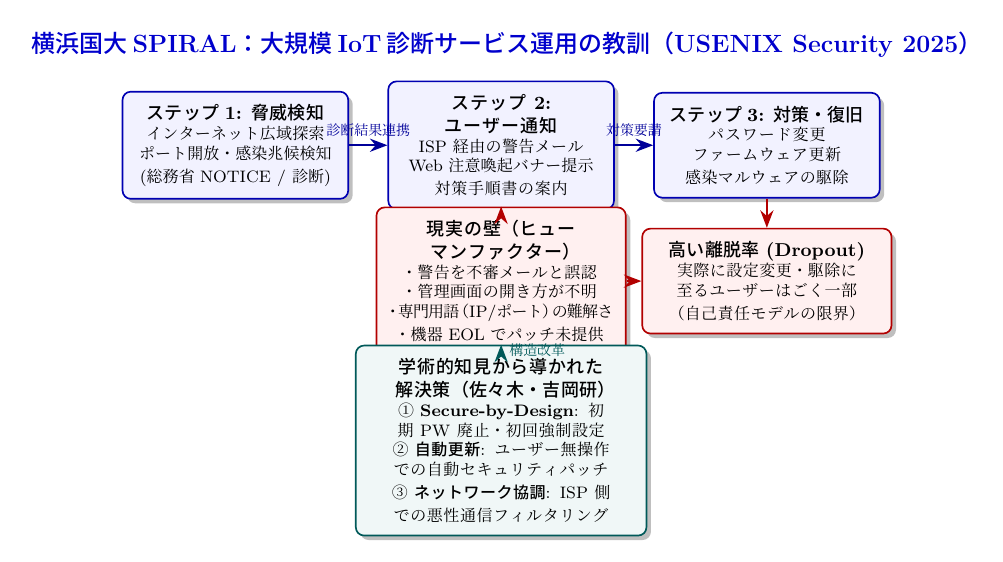 横浜国大 SPIRAL：大規模 IoT 診断サービス運用の教訓（USENIX Security 2025）
ステップ 1: 脅威検知
インターネット広域探索
ポート開放・感染兆候検知
(総務省 NOTICE / 診断)
診断結果連携
ステップ 2:
ユーザー通知
ISP 経由の警告メール
Web 注意喚起バナー提示
対策手順書の案内
対策要請
ステップ 3: 対策・復旧
パスワード変更
ファームウェア更新
感染マルウェアの駆除
現実の壁（ヒュー
マンファクター）
・警告を不審メールと誤認
・管理画面の開き方が不明
・専門用語（IP/ポート）の難解さ
・機器 EOL でパッチ未提供
高い離脱率 (Dropout)
実際に設定変更・駆除に
至るユーザーはごく一部
（自己責任モデルの限界）
構造改革
学術的知見から導かれた
解決策（佐々木・吉岡研）
① Secure-by-Design: 初
期 PW 廃止・初回強制設定
② 自動更新: ユーザー無操作
での自動セキュリティパッチ
③ ネットワーク協調: ISP 側
での悪性通信フィルタリング